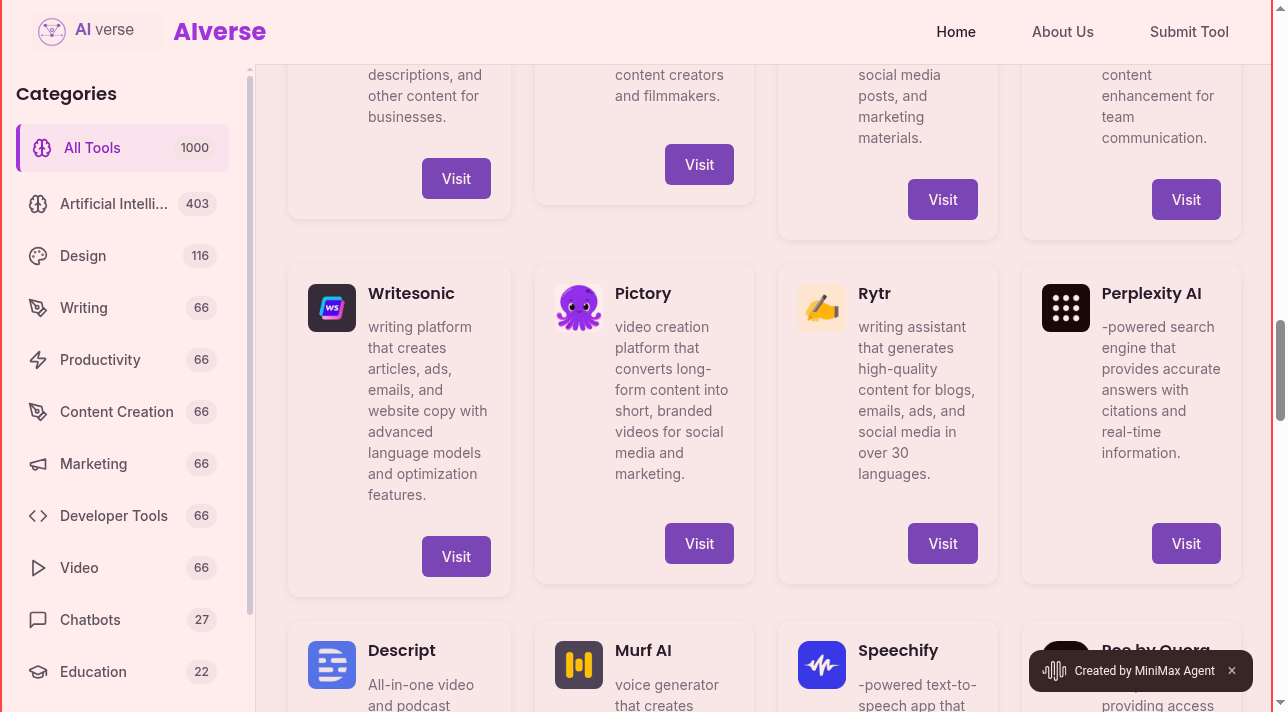 AI verse
AIverse
Home
About Us
Submit Tool
Categories
All Tools
1000
Artificial Intelli...
403
Design
116
Writing
66
Productivity
66
Content Creation
66
Marketing
66
Developer Tools
66
Video
66
Chatbots
27
Education
22
descriptions, and
other content for
businesses.
Visit
content creators
and filmmakers.
Visit
social media
posts, and
marketing
materials.
Visit
content
enhancement for
team
communication.
Visit
Writesonic
writing platform
that creates
articles, ads,
emails, and
website copy with
advanced
language models
and optimization
features.
Visit
Pictory
video creation
platform that
converts long-
form content into
short, branded
videos for social
media and
marketing.
Visit
Rytr
writing assistant
that generates
high-quality
content for blogs,
emails, ads, and
social media in
over 30
languages.
Visit
Perplexity AI
-powered search
engine that
provides accurate
answers with
citations and
real-time
information.
Visit
Descript
All-in-one video
and podcast
Murf AI
voice generator
that creates
Speechify
-powered text-to-
speech app that
Poe by Quora
providing access
Created by MiniMax Agent ×
WS